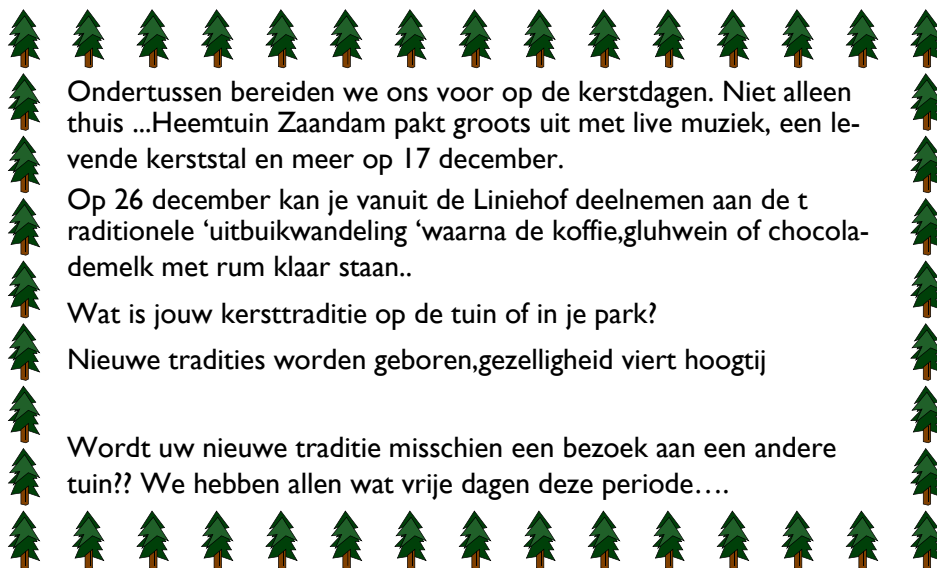 Ondertussen bereiden we ons voor op de kerstdagen. Niet alleen
thuis ...Heemtuin Zaandam pakt groots uit met live muziek, een le-
vende kerststal en meer op 17 december.
Op 26 december kan je vanuit de Liniehof deelnemen aan de t
raditionele ‘uitbuikwandeling ‘waarna de koffie,gluhwein of chocola-
demelk met rum klaar staan..
Wat is jouw kersttraditie op de tuin of in je park?
Nieuwe tradities worden geboren,gezelligheid viert hoogtij
Wordt uw nieuwe traditie misschien een bezoek aan een andere
tuin?? We hebben allen wat vrije dagen deze periode….